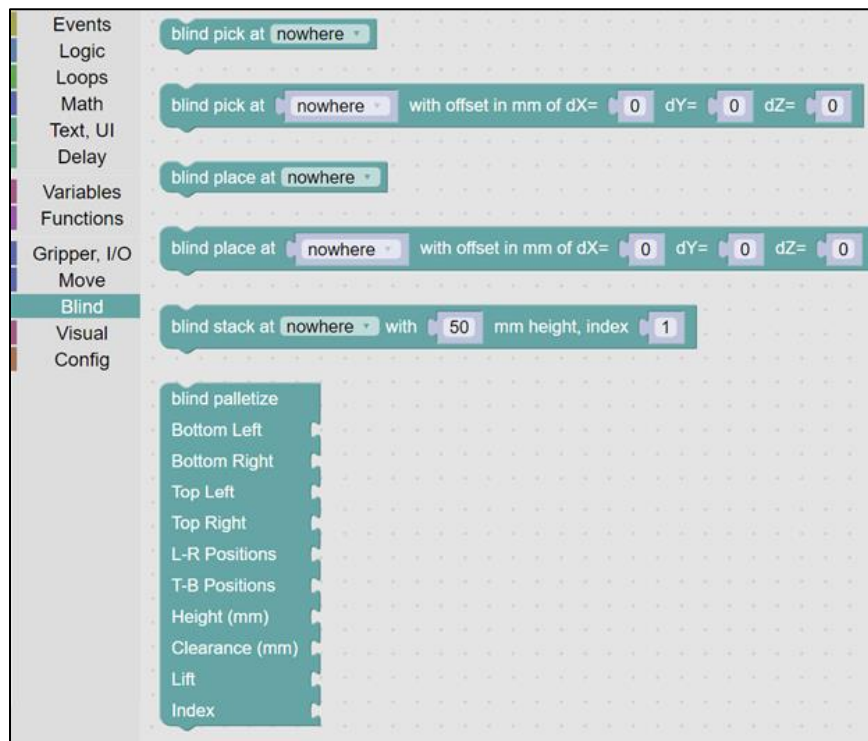 Events
Logic
Loops
Math
Text, UI
Delay
Variables
Functions
Gripper, I/O
Move
Blind
Visual
Config
blind pick at nowhere
blind pick at nowhere with offset in mm of dX= 0 dY= 0 dZ= 0
blind place at nowhere
blind place at nowhere with offset in mm of dX= 0 dY= 0 dZ= 0
blind stack at nowhere with 50 mm height, index 1
blind palletize
Bottom Left
Bottom Right
Top Left
Top Right
L-R Positions
T-B Positions
Height (mm)
Clearance (mm)
Lift
Index